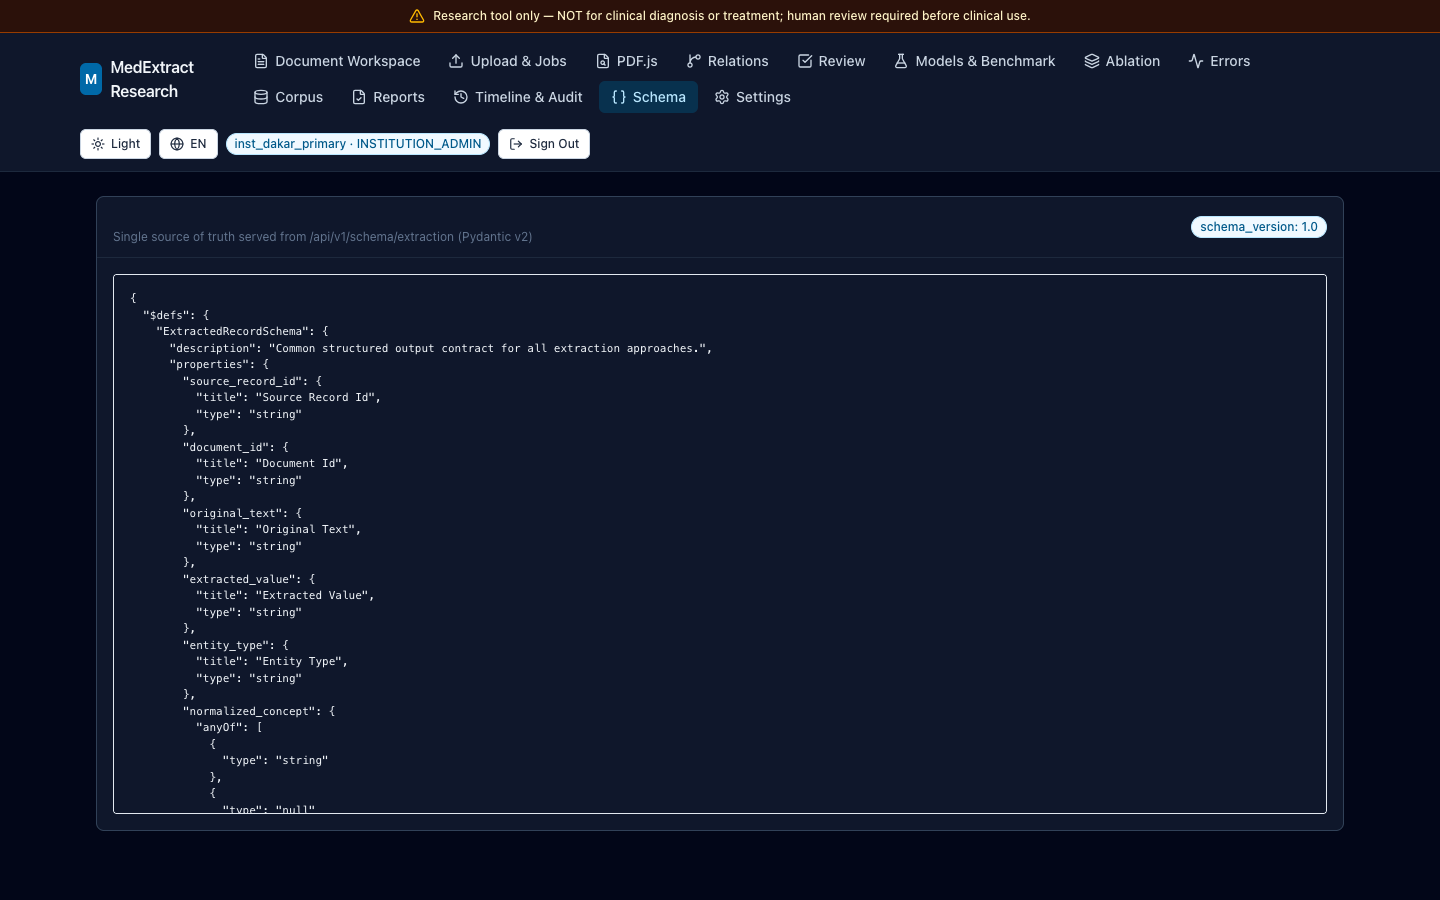 Research tool only — NOT for clinical diagnosis or treatment; human review required before clinical use.
M
MedExtract
Research
Document Workspace
Upload & Jobs
PDF.js
Relations
Review
Models & Benchmark
Ablation
Errors
Corpus
Reports
Timeline & Audit
{ } Schema
Settings
Light
EN
inst_dakar_primary · INSTITUTION_ADMIN
Sign Out
Single source of truth served from /api/v1/schema/extraction (Pydantic v2)
schema_version: 1.0
{
  "$defs": {
    "ExtractedRecordSchema": {
      "description": "Common structured output contract for all extraction approaches.",
      "properties": {
        "source_record_id": {
          "title": "Source Record Id",
          "type": "string"
        },
        "document_id": {
          "title": "Document Id",
          "type": "string"
        },
        "original_text": {
          "title": "Original Text",
          "type": "string"
        },
        "extracted_value": {
          "title": "Extracted Value",
          "type": "string"
        },
        "entity_type": {
          "title": "Entity Type",
          "type": "string"
        },
        "normalized_concept": {
          "anyOf": [
            {
              "type": "string"
            },
            {
              "type": "null"